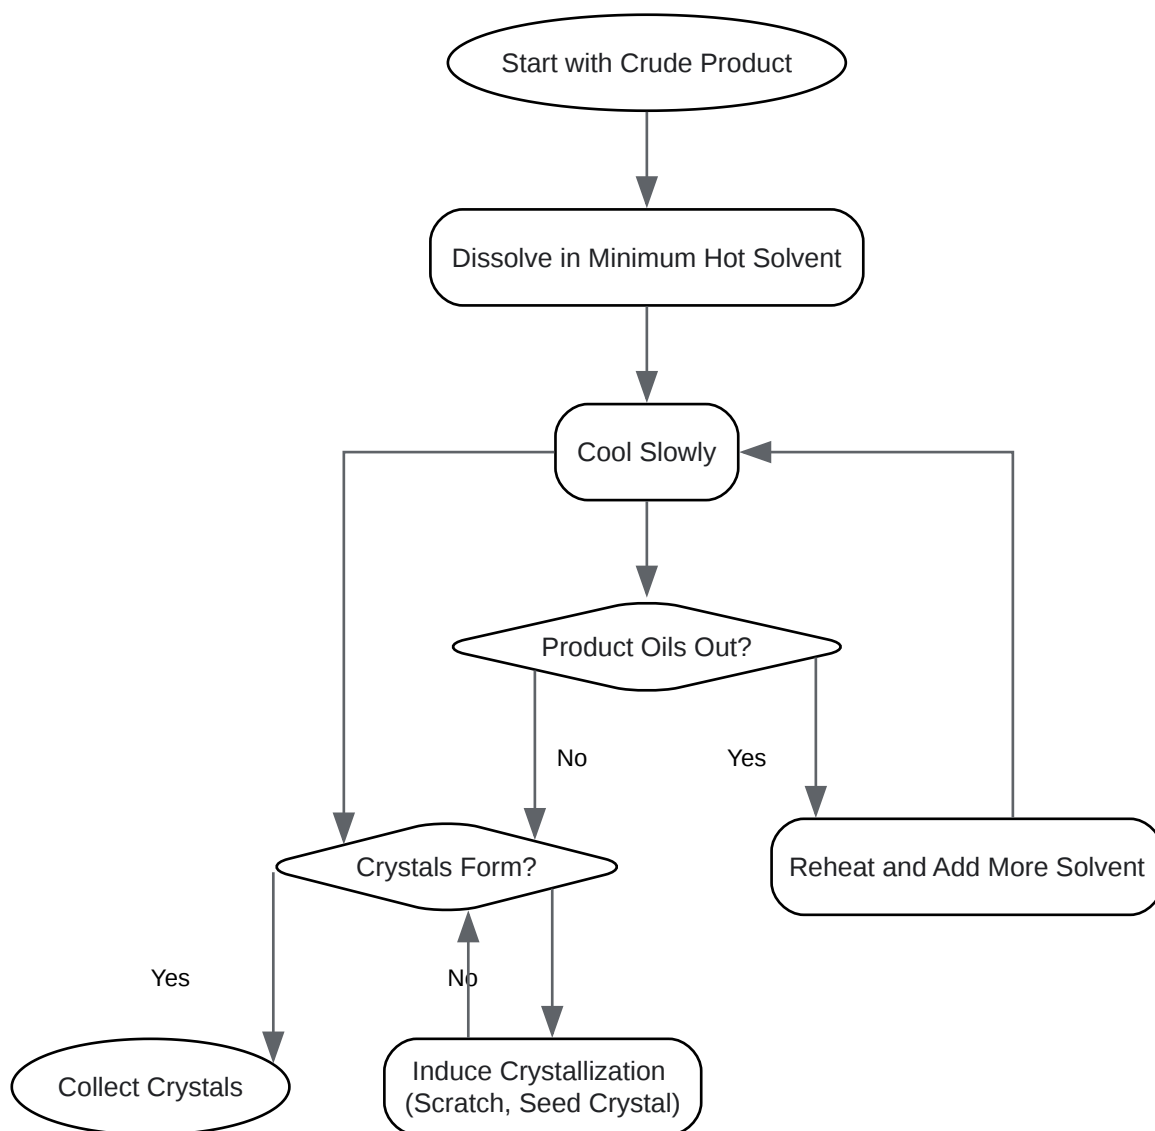 Start with Crude Product
Dissolve in Minimum Hot Solvent
Cool Slowly
Product Oils Out?
No
Yes
Crystals Form?
Reheat and Add More Solvent
Yes
No
Collect Crystals
Induce Crystallization
(Scratch, Seed Crystal)